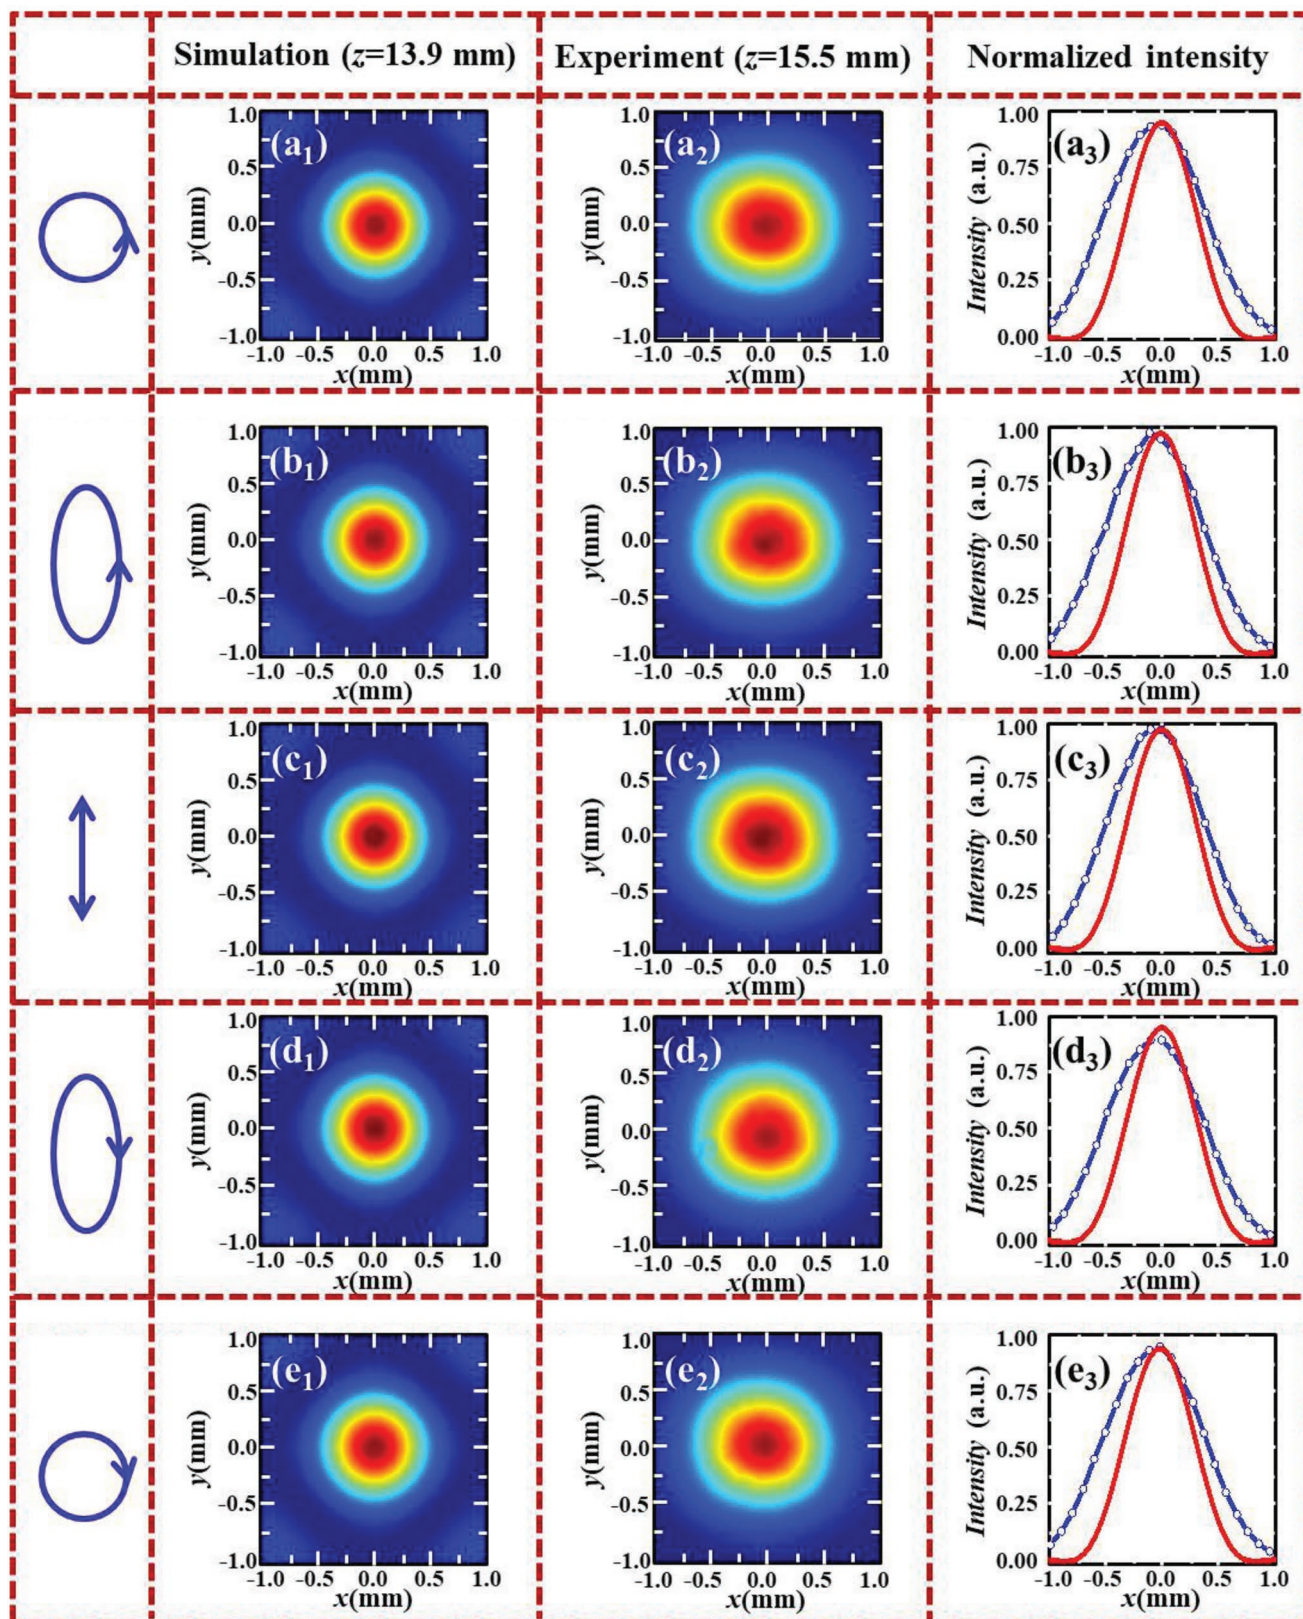 Simulation (z=13.9 mm) Experiment (z=15.5 mm) Normalized intensity
(a₁) 1.0 0.5 0.0 -0.5 -1.0 y(mm)
-1.0 -0.5 0.0 0.5 1.0
x(mm)
(a₂) 1.0 0.5 0.0 -0.5 -1.0 y(mm)
-1.0 -0.5 0.0 0.5 1.0
x(mm)
(a₃) 1.00 0.75 0.50 0.25 0.00 Intensity (a.u.)
-1.0 -0.5 0.0 0.5 1.0
x(mm)
(b₁) 1.0 0.5 0.0 -0.5 -1.0 y(mm)
-1.0 -0.5 0.0 0.5 1.0
x(mm)
(b₂) 1.0 0.5 0.0 -0.5 -1.0 y(mm)
-1.0 -0.5 0.0 0.5 1.0
x(mm)
(b₃) 1.00 0.75 0.50 0.25 0.00 Intensity (a.u.)
-1.0 -0.5 0.0 0.5 1.0
x(mm)
(c₁) 1.0 0.5 0.0 -0.5 -1.0 y(mm)
-1.0 -0.5 0.0 0.5 1.0
x(mm)
(c₂) 1.0 0.5 0.0 -0.5 -1.0 y(mm)
-1.0 -0.5 0.0 0.5 1.0
x(mm)
(c₃) 1.00 0.75 0.50 0.25 0.00 Intensity (a.u.)
-1.0 -0.5 0.0 0.5 1.0
x(mm)
(d₁) 1.0 0.5 0.0 -0.5 -1.0 y(mm)
-1.0 -0.5 0.0 0.5 1.0
x(mm)
(d₂) 1.0 0.5 0.0 -0.5 -1.0 y(mm)
-1.0 -0.5 0.0 0.5 1.0
x(mm)
(d₃) 1.00 0.75 0.50 0.25 0.00 Intensity (a.u.)
-1.0 -0.5 0.0 0.5 1.0
x(mm)
(e₁) 1.0 0.5 0.0 -0.5 -1.0 y(mm)
-1.0 -0.5 0.0 0.5 1.0
x(mm)
(e₂) 1.0 0.5 0.0 -0.5 -1.0 y(mm)
-1.0 -0.5 0.0 0.5 1.0
x(mm)
(e₃) 1.00 0.75 0.50 0.25 0.00 Intensity (a.u.)
-1.0 -0.5 0.0 0.5 1.0
x(mm)